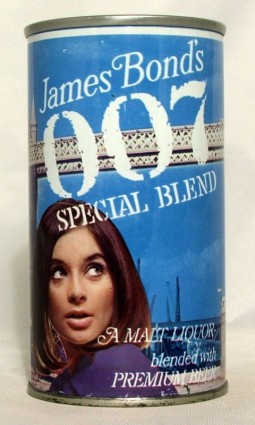 James Bond's
007
SPECIAL BLEND
A MALT LIQUOR-
blended with
PREMIUM BEER